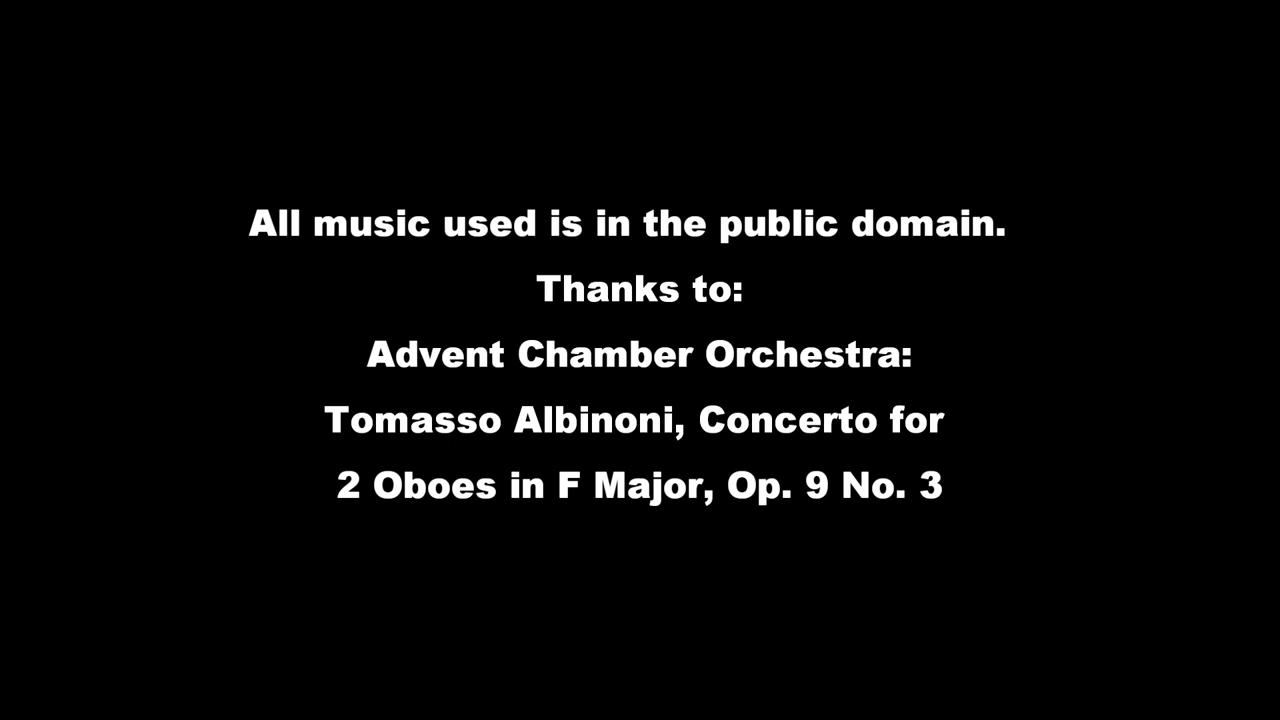 All music used is in the public domain.
Thanks to:
Advent Chamber Orchestra:
Tomasso Albinoni, Concerto for
2 Oboes in F Major, Op. 9 No. 3